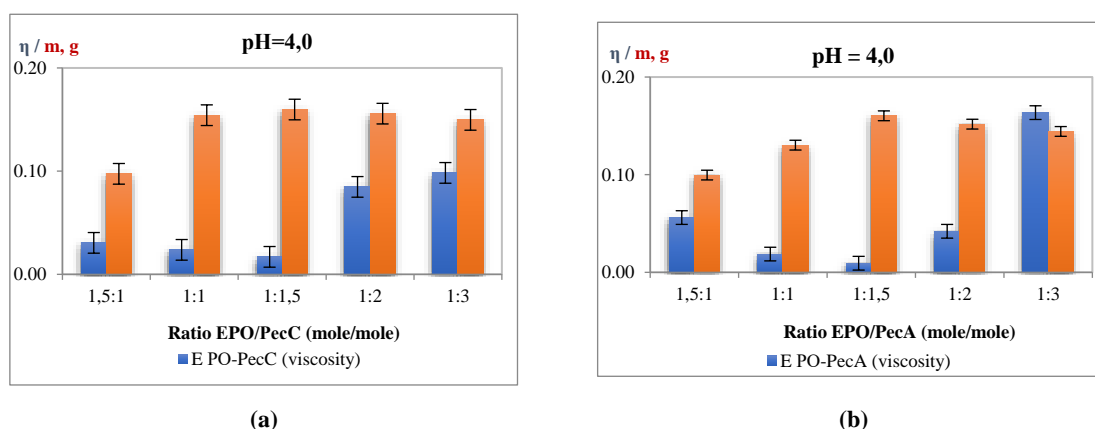 pH=4,0
η / m, g
0.20
0.10
0.00
1,5:1 1:1 1:1,5 1:2 1:3
Ratio EPO/PecC (mole/mole)
E PO-PecC (viscosity)
(a)
pH = 4,0
η / m, g
0.20
0.10
0.00
1,5:1 1:1 1:1,5 1:2 1:3
Ratio EPO/PecA (mole/mole)
E PO-PecA (viscosity)
(b)